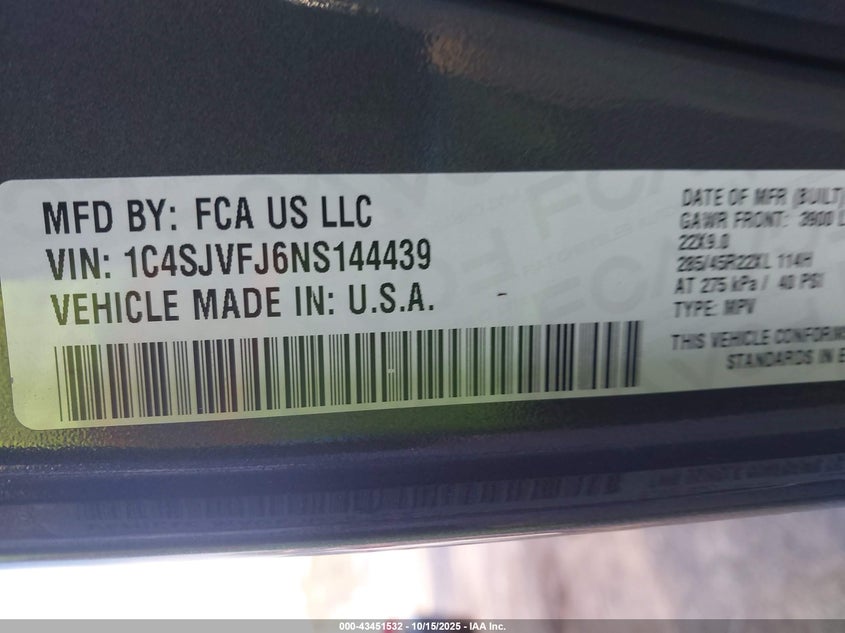 MFD BY: FCA US LLC
VIN: 1C4SJVFJ6NS144439
VEHICLE MADE IN: U.S.A.
DATE OF MFR (BUILT)
GAWR FRONT: 3900 L
22X9.0
285/45R22XL 114H
AT 275 kPa / 40 PSI
TYPE: MPV
THIS VEHICLE CONFORM
STANDARDS IN E
000-43451532 - 10/15/2025 - IAA Inc.